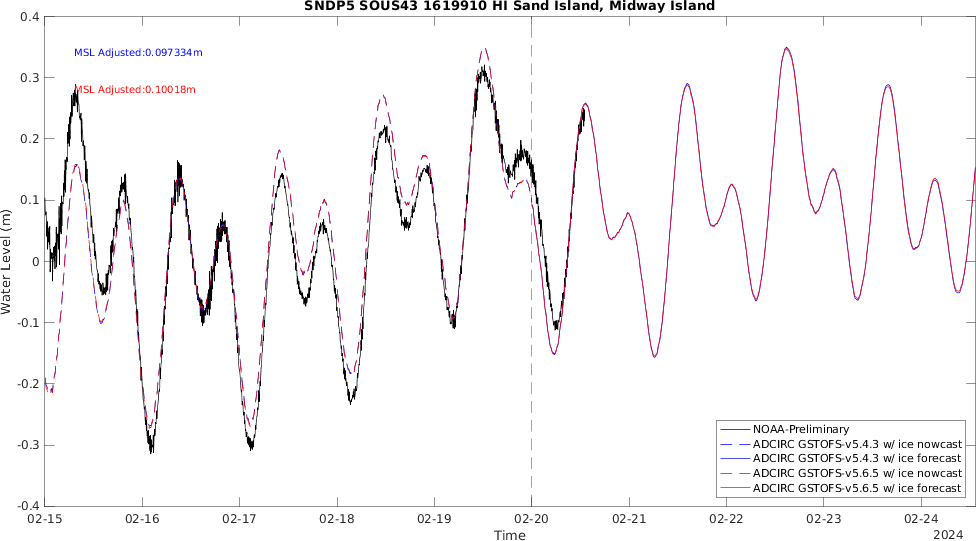 SNDP5 SOUS43 1619910 HI Sand Island, Midway Island
MSL Adjusted:0.097334m
MSL Adjusted:0.10018m
Water Level (m)
0.4
0.3
0.2
0.1
0
-0.1
-0.2
-0.3
-0.4
02-15
02-16
02-17
02-18
02-19
02-20
02-21
02-22
02-23
02-24
Time
2024
NOAA-Preliminary
ADCIRC GSTOFS-v5.4.3 w/ ice nowcast
ADCIRC GSTOFS-v5.4.3 w/ ice forecast
ADCIRC GSTOFS-v5.6.5 w/ ice nowcast
ADCIRC GSTOFS-v5.6.5 w/ ice forecast